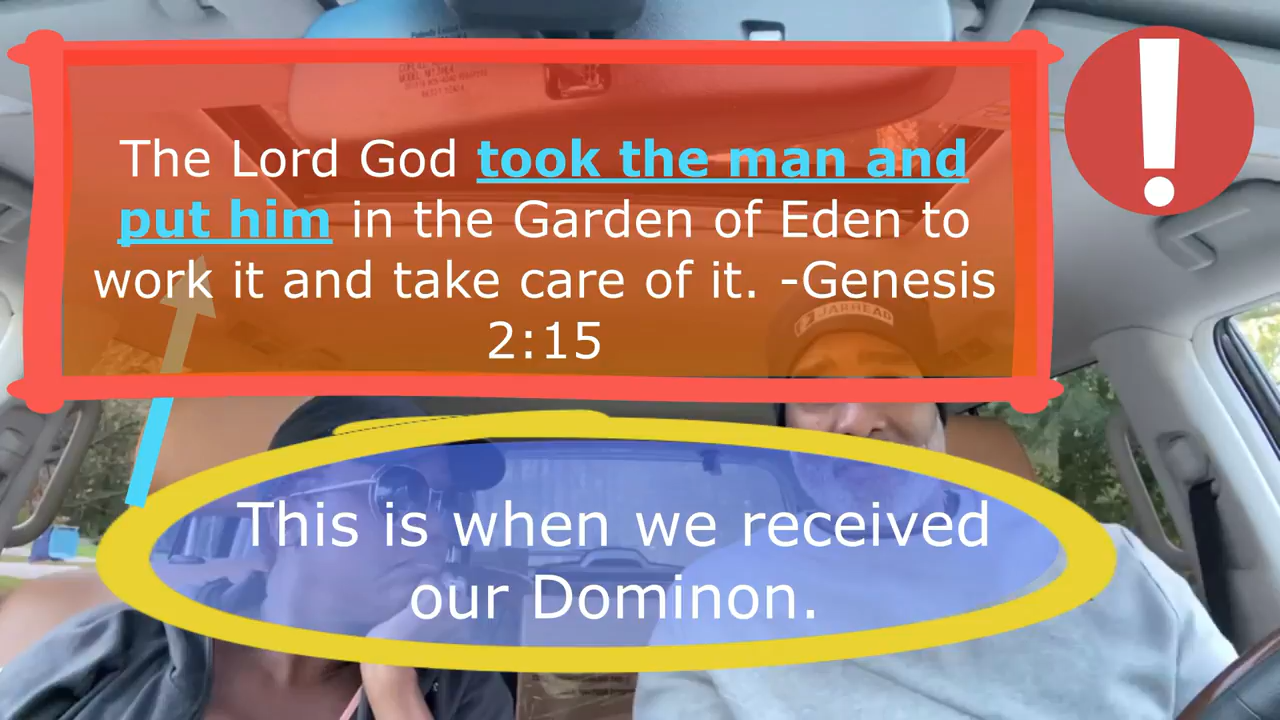 The Lord God took the man and
put him in the Garden of Eden to
work it and take care of it. -Genesis
2:15
JARHEAD
This is when we received
our Dominon.